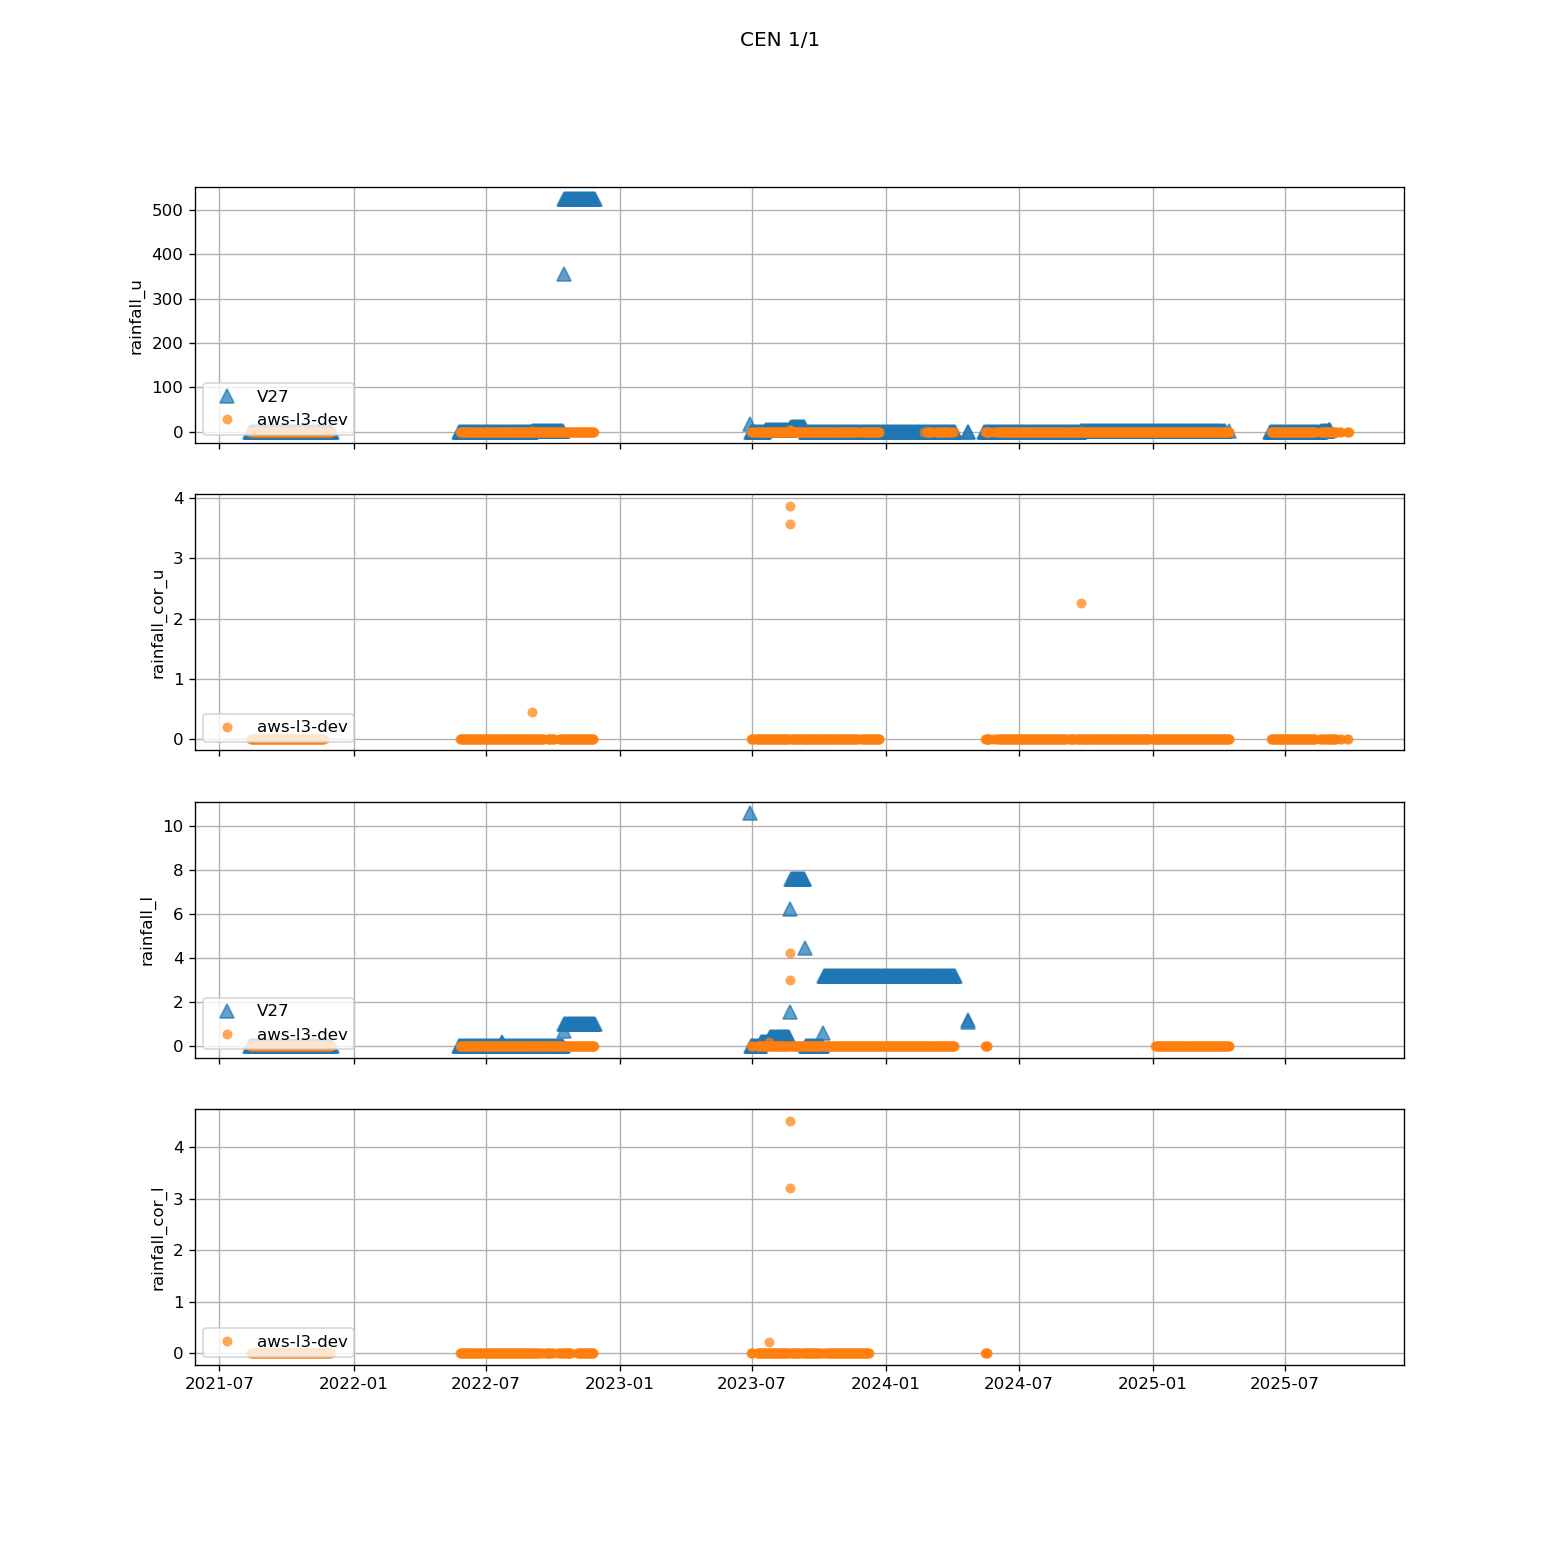 CEN 1/1
rainfall_u
500
400
300
200
100
0
V27
aws-l3-dev
rainfall_cor_u
4
3
2
1
0
aws-l3-dev
rainfall_l
10
8
6
4
2
0
V27
aws-l3-dev
rainfall_cor_l
4
3
2
1
0
aws-l3-dev
2021-07
2022-01
2022-07
2023-01
2023-07
2024-01
2024-07
2025-01
2025-07